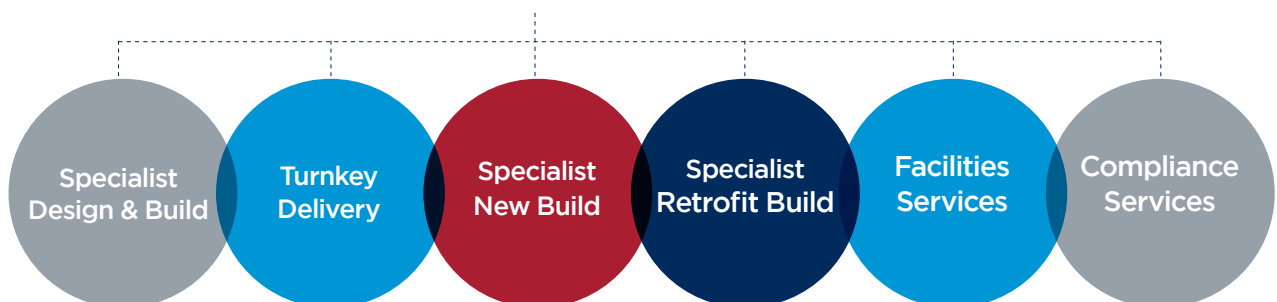 Specialist
Design & Build
Turnkey
Delivery
Specialist
New Build
Specialist
Retrofit Build
Facilities
Services
Compliance
Services